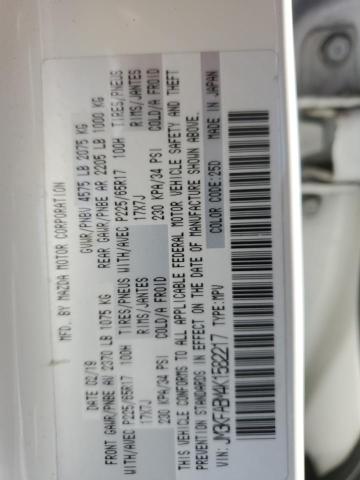 MFD. BY MAZDA MOTOR CORPORATION
DATE 02/19 GVWR/PNBV 4575 LB 2075 KG
FRONT GAWR/PNBE AV 2370 LB 1075 KG REAR GAWR/PNBE AR 2205 LB 1000 KG
WITH/AVEC P225/65R17 100H TIRES/PNEUS WITH/AVEC P225/65R17 100H TIRES/PNEUS
17X7J RIMS/JANTES 17X7J RIMS/JANTES
230 KPA/34 PSI COLD/A FROID 230 KPA/34 PSI COLD/A FROID
THIS VEHICLE CONFORMS TO ALL APPLICABLE FEDERAL MOTOR VEHICLE SAFETY AND THEFT
PREVENTION STANDARDS IN EFFECT ON THE DATE OF MANUFACTURE SHOWN ABOVE.
VIN: JM3KFABM4K1582217 TYPE:MPV COLOR CODE:25D MADE IN JAPAN